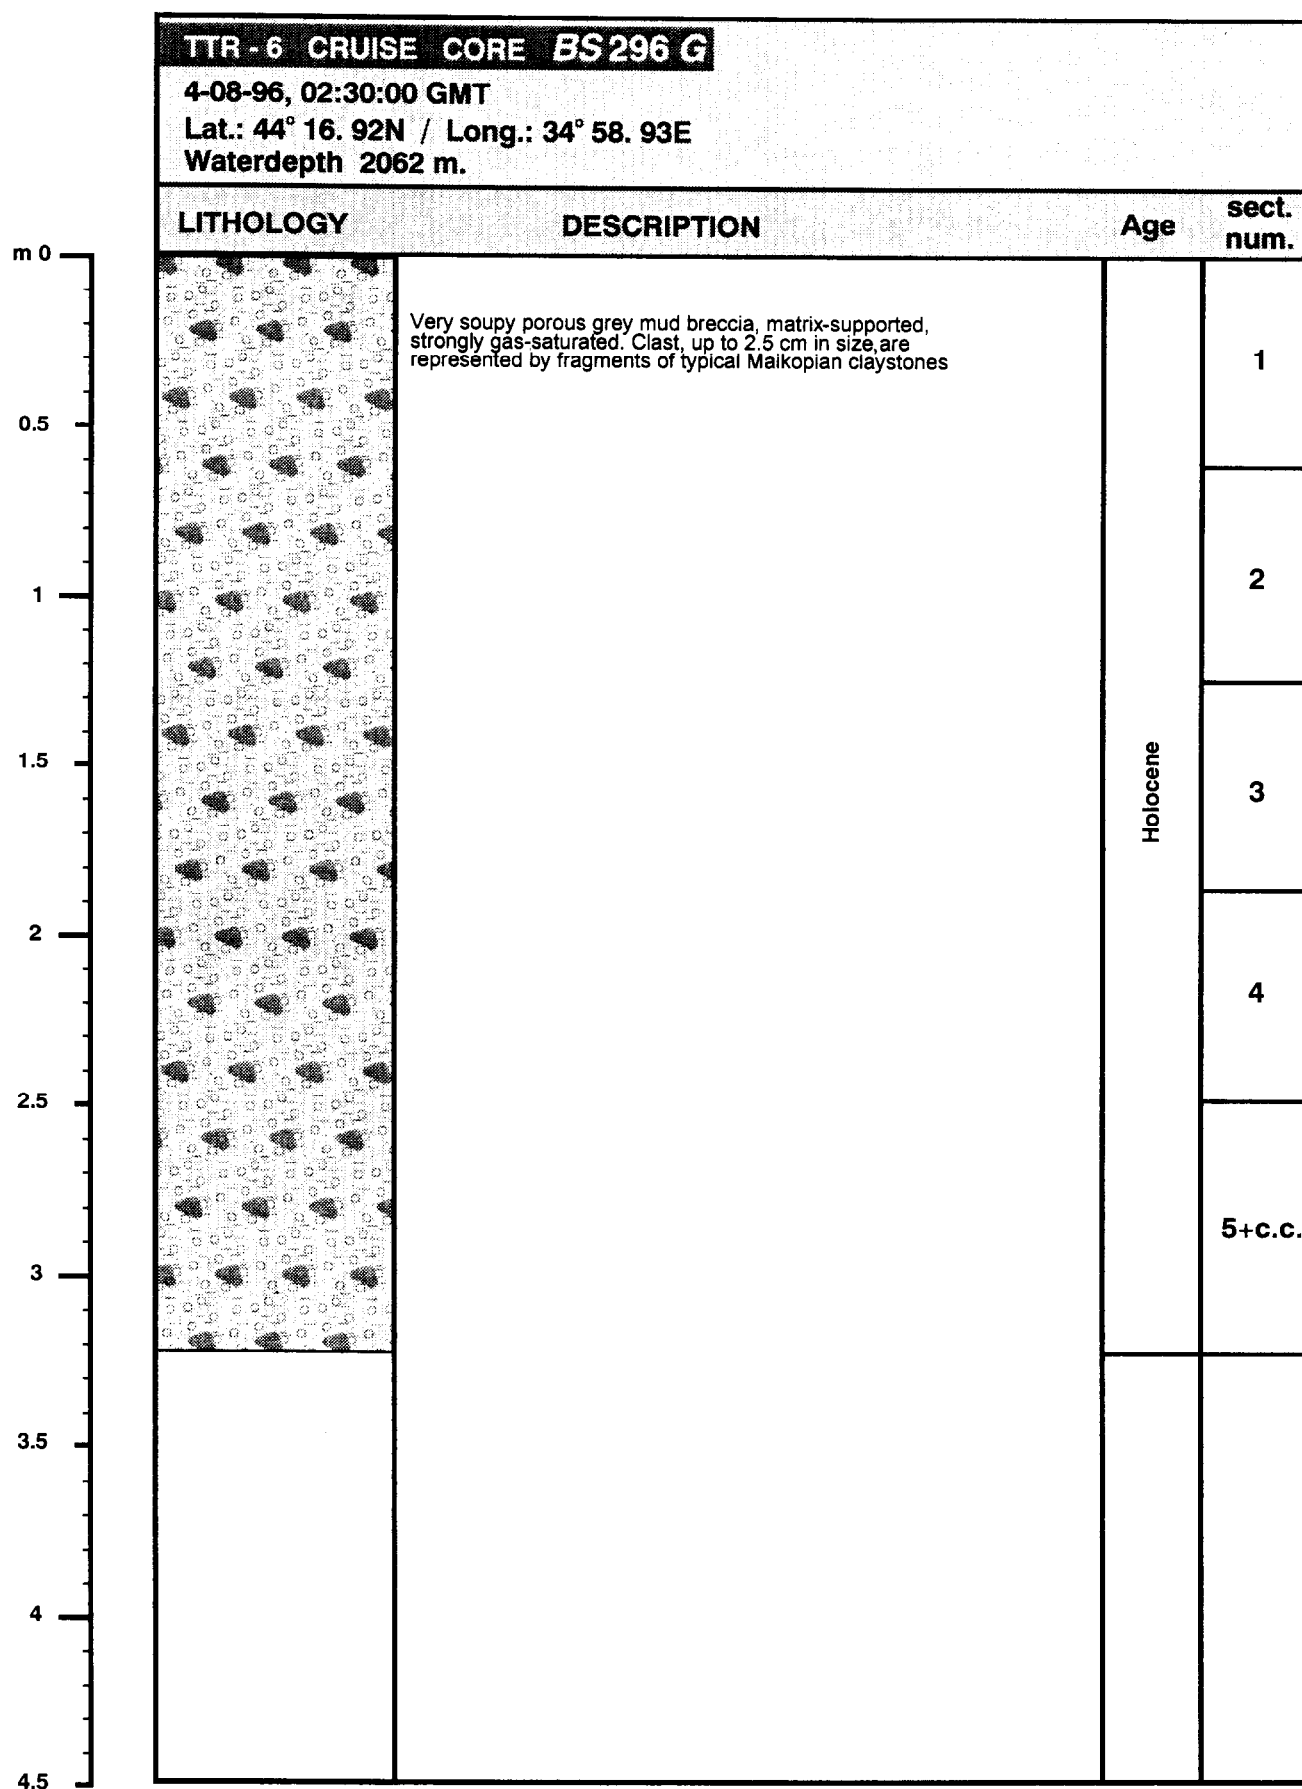 TTR - 6 CRUISE CORE BS 296 G
4-08-96, 02:30:00 GMT
Lat.: 44° 16. 92N / Long.: 34° 58. 93E
Waterdepth 2062 m.
LITHOLOGY DESCRIPTION Age sect. num.
m 0
Very soupy porous grey mud breccia, matrix-supported,
strongly gas-saturated. Clast, up to 2.5 cm in size,are
represented by fragments of typical Maikopian claystones
1
0.5
2
1
1.5
Holocene
3
2
4
2.5
5+c.c.
3
3.5
4
4.5